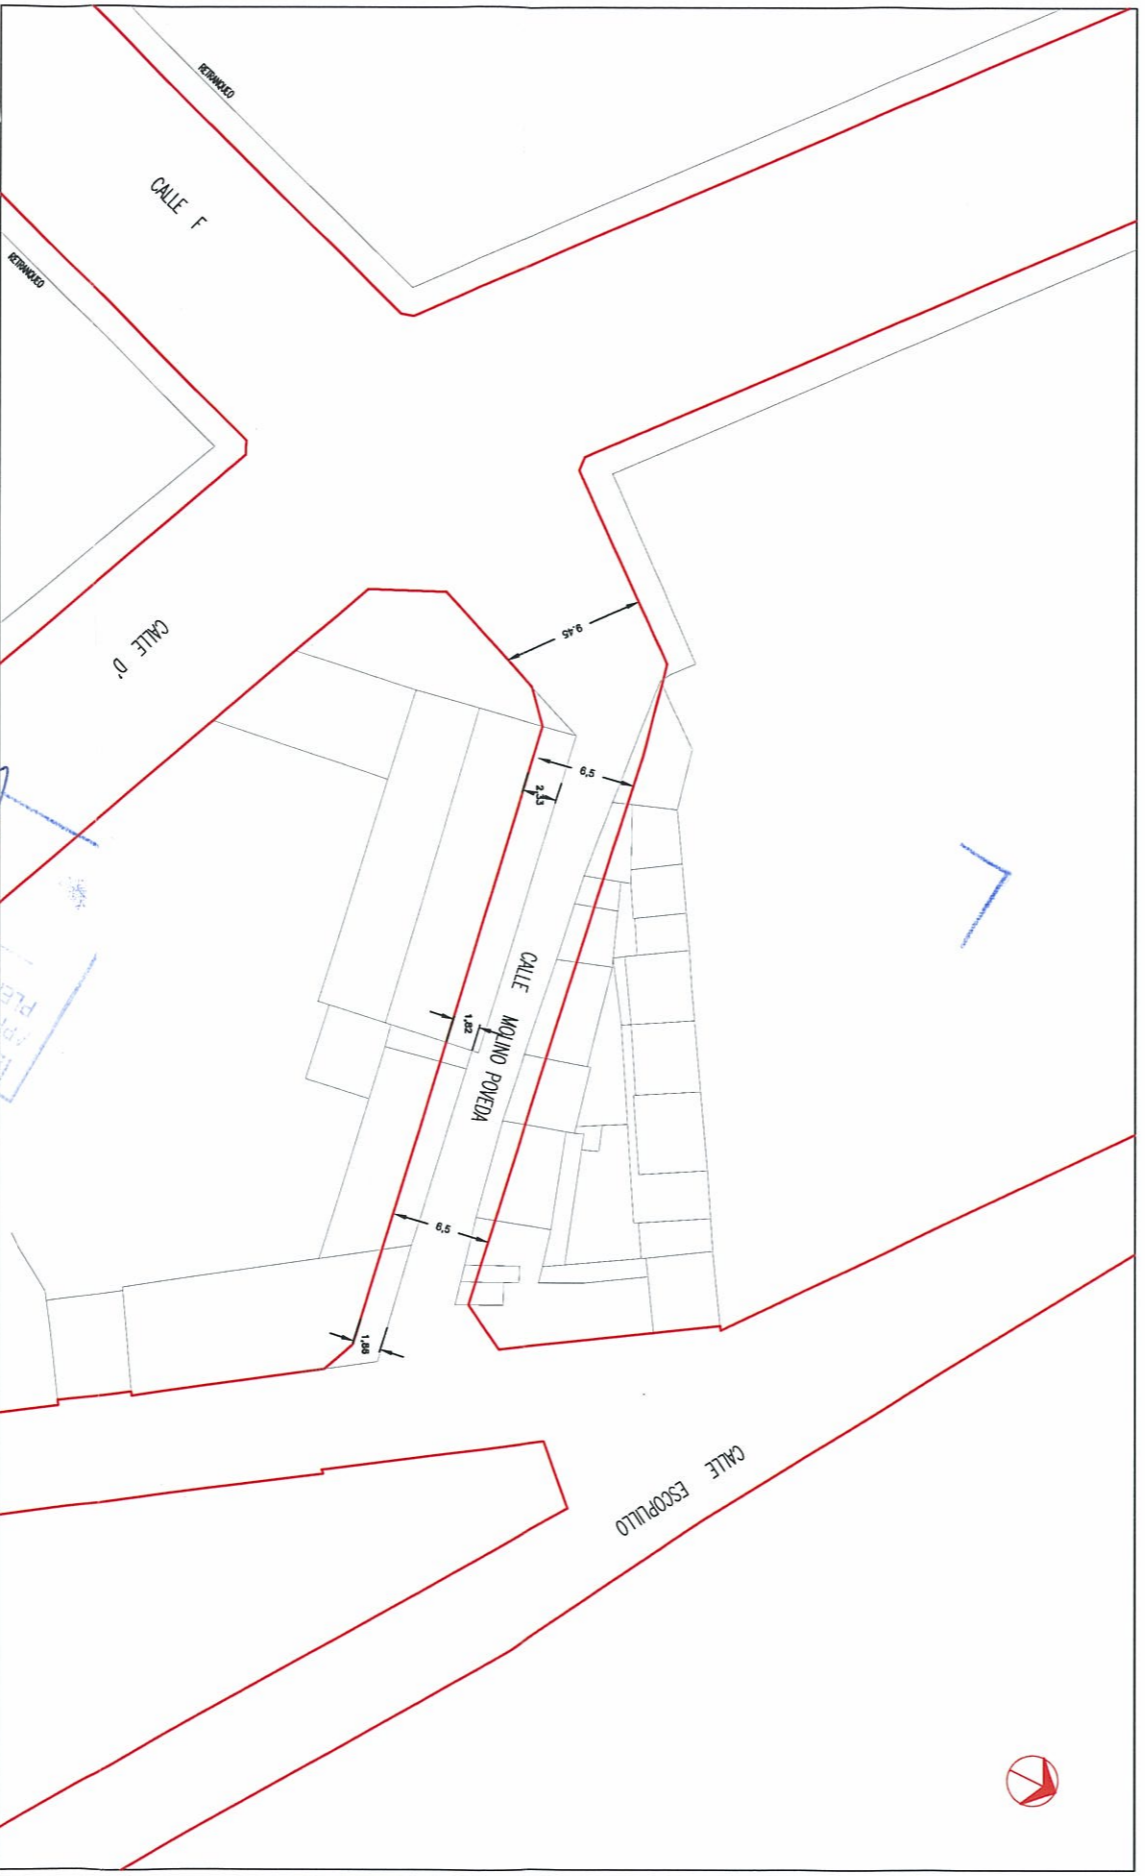 RETRANQUEO
CALLE F
RETRANQUEO
CALLE D'
9.45
6,5
2,33
CALLE MOLINO POVEDA
1,82
6,5
1,86
CALLE ESCOPLILLO